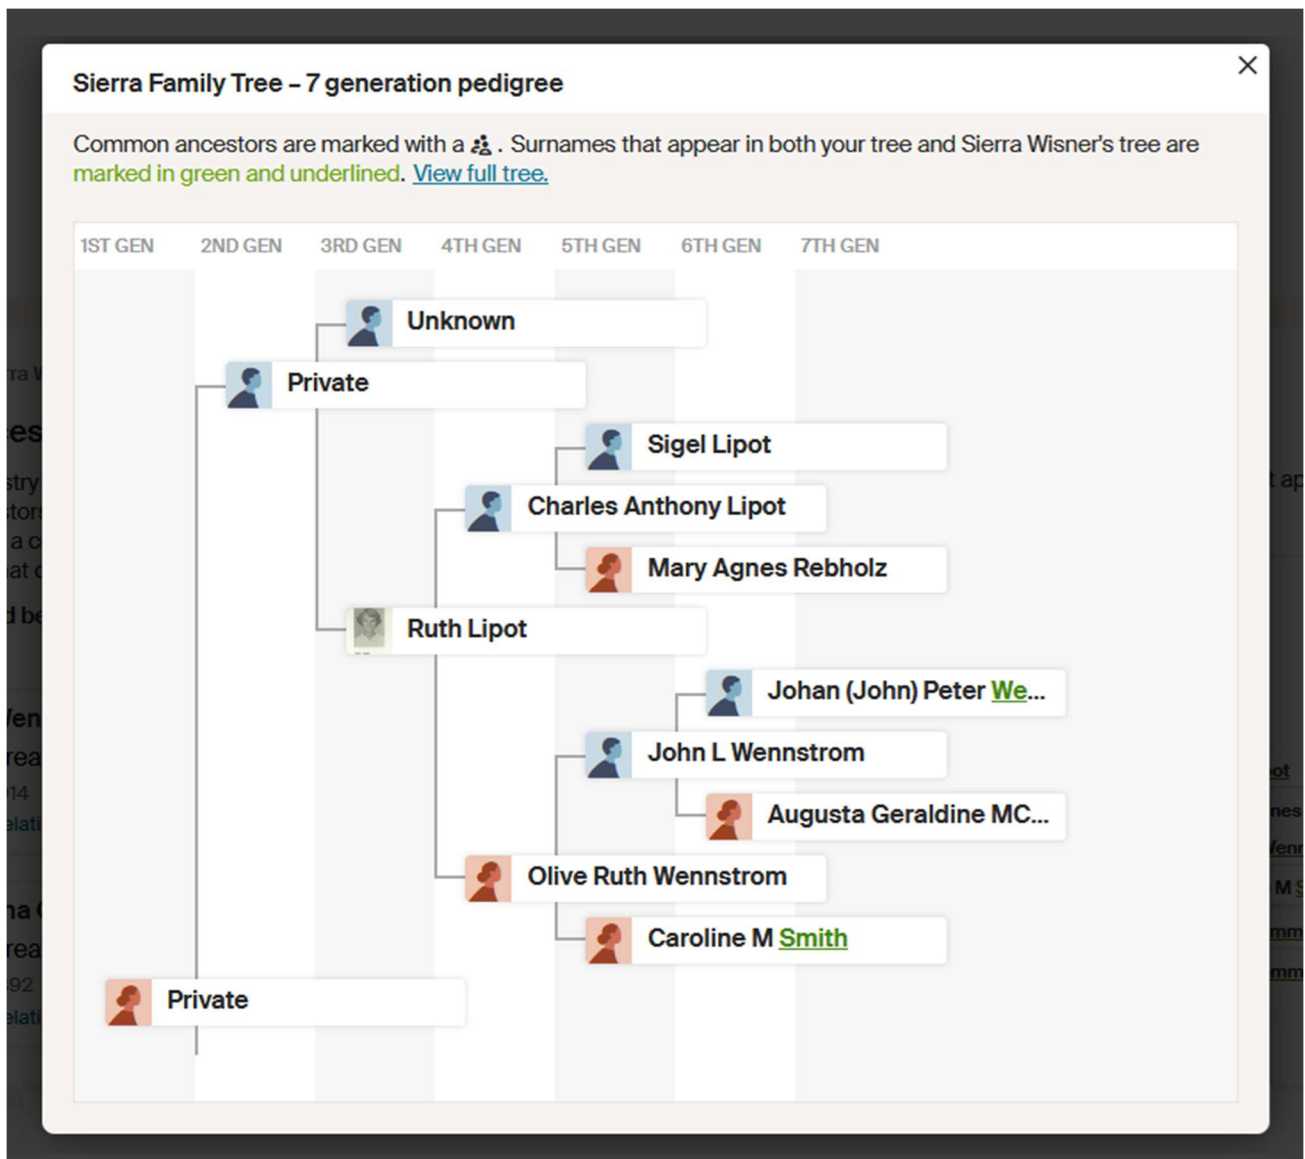 Sierra Family Tree – 7 generation pedigree
Common ancestors are marked with a . Surnames that appear in both your tree and Sierra Wisner's tree are
marked in green and underlined. View full tree.
1ST GEN 2ND GEN 3RD GEN 4TH GEN 5TH GEN 6TH GEN 7TH GEN
Unknown
Private
Sigel Lipot
Charles Anthony Lipot
Mary Agnes Rebholz
Ruth Lipot
Johan (John) Peter We...
John L Wennstrom
Augusta Geraldine MC...
Olive Ruth Wennstrom
Caroline M Smith
Private